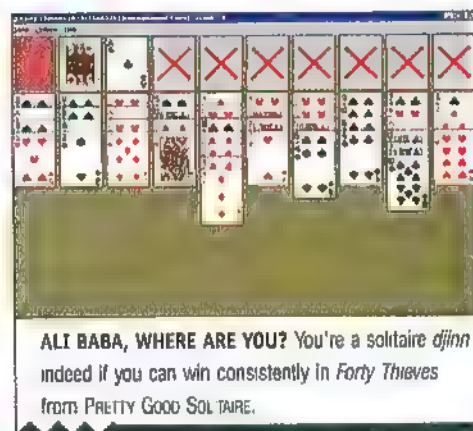 ALI BABA, WHERE ARE YOU? You're a solitaire djinn
indeed if you can win consistently in Forty Thieves
from PRETTY GOOD SOLITAIRE.